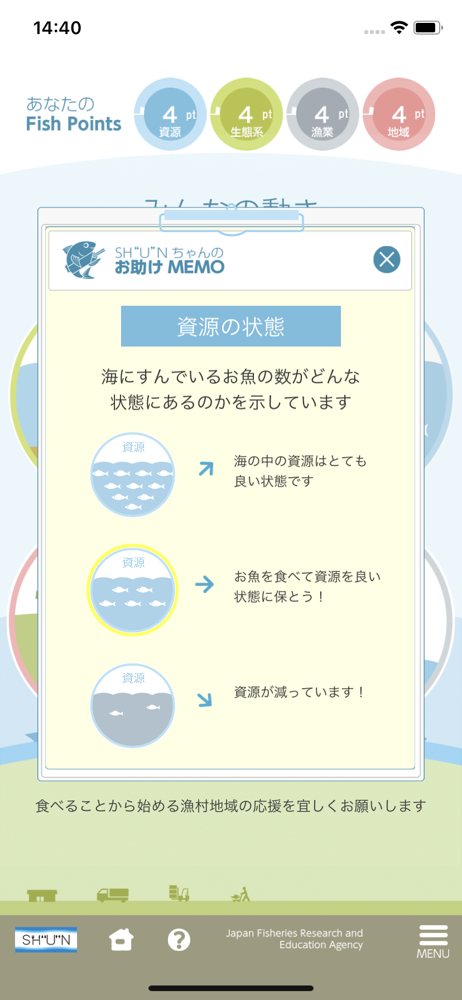 14:40
あなたの
Fish Points
4 pt
資源
4 pt
生態系
4 pt
漁業
4 pt
地域
SH“U”Nちゃんの
お助けMEMO
資源の状態
海にすんでいるお魚の数がどんな
状態にあるのかを示しています
資源
海の中の資源はとても
良い状態です
資源
お魚を食べて資源を良い
状態に保とう！
資源
資源が減っています！
食べることから始める漁村地域の応援を宜しくお願いします
SH“U”N
Japan Fisheries Research and
Education Agency
MENU